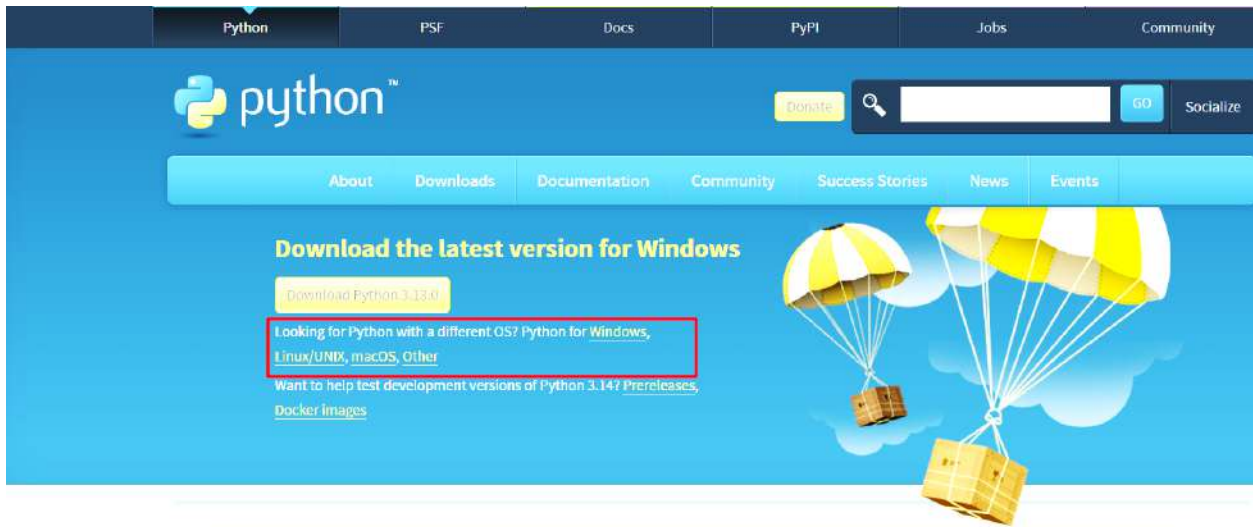 Python PSF Docs PyPI Jobs Community
python™
Donate GO Socialize
About Downloads Documentation Community Success Stories News Events
Download the latest version for Windows
Download Python 3.13.0
Looking for Python with a different OS? Python for Windows,
Linux/UNIX, macOS, Other
Want to help test development versions of Python 3.14? Prereleases,
Docker images